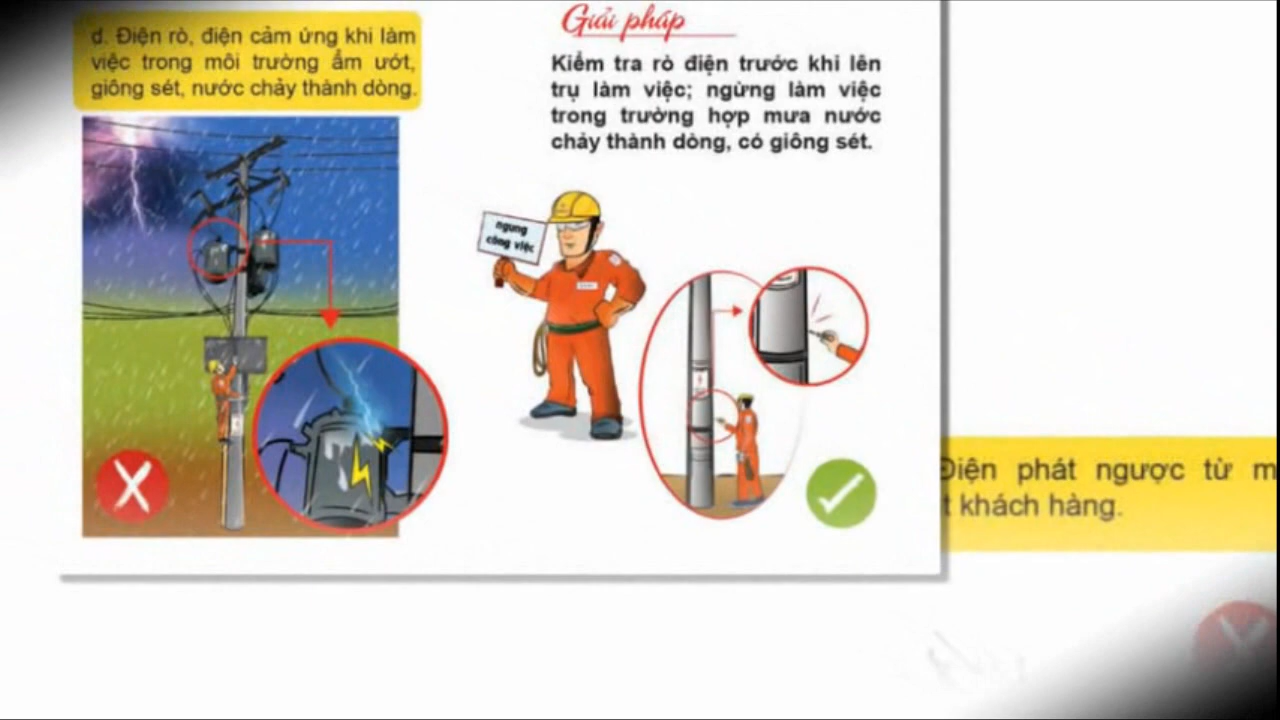 d. Điện rò, điện cảm ứng khi làm
việc trong môi trường ẩm ướt,
giông sét, nước chảy thành dòng.
Giải pháp
Kiểm tra rò điện trước khi lên
trụ làm việc; ngừng làm việc
trong trường hợp mưa nước
chảy thành dòng, có giông sét.
ngưng
công việc
Điện phát ngược từ m
t khách hàng.